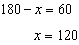 180 − x = 60
x = 120